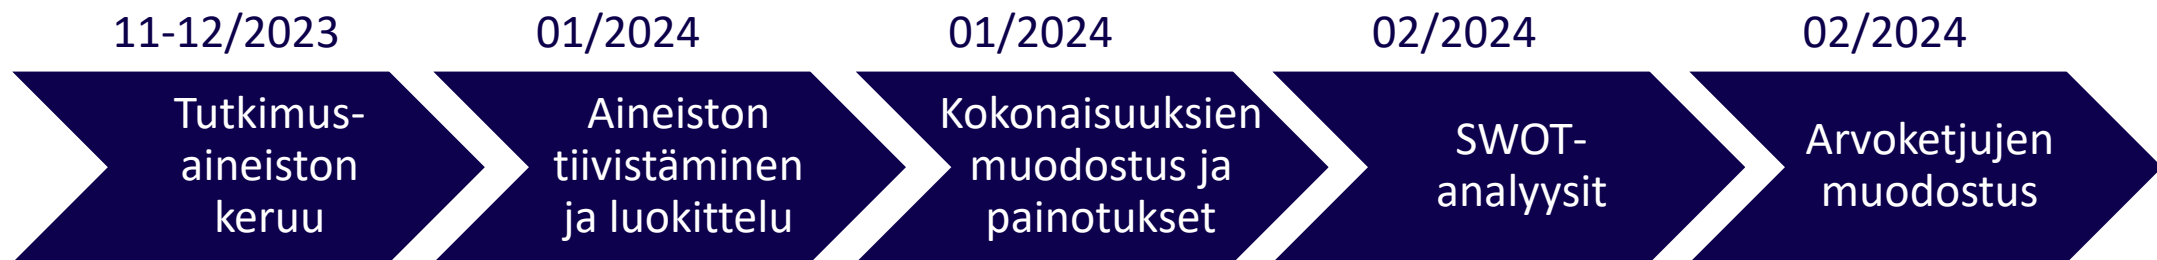 11-12/2023
01/2024
01/2024
02/2024
02/2024
Tutkimus-
aineiston
keruu
Aineiston
tiivistäminen
ja luokittelu
Kokonaisuuksien
muodostus ja
painotukset
SWOT-
analyysit
Arvoketjujen
muodostus